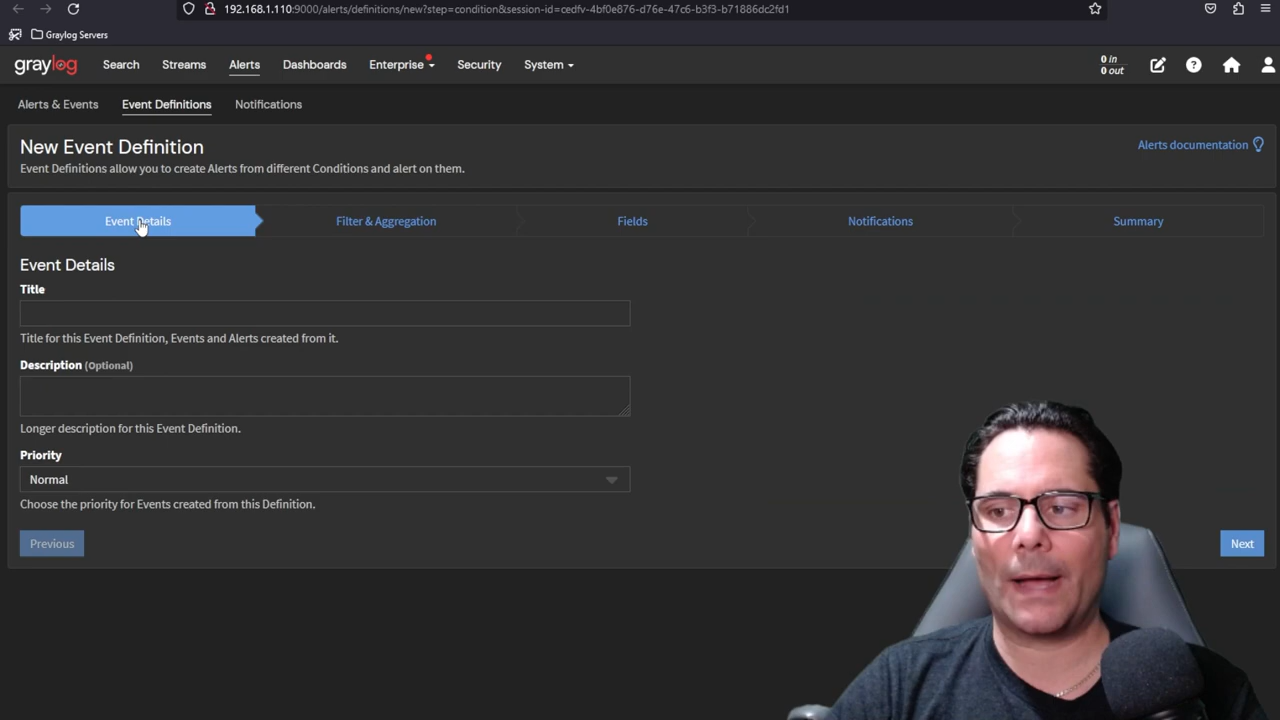 192.168.1.110:9000/alerts/definitions/new?step=condition&session-id=cedfv-4bf0e876-d76e-47c6-b3f3-b71886dc2fd1
Graylog Servers
graylog Search Streams Alerts Dashboards Enterprise Security System 0 in
0 out
Alerts & Events Event Definitions Notifications
New Event Definition
Alerts documentation
Event Definitions allow you to create Alerts from different Conditions and alert on them.
Event Details Filter & Aggregation Fields Notifications Summary
Event Details
Title
Title for this Event Definition, Events and Alerts created from it.
Description (Optional)
Longer description for this Event Definition.
Priority
Normal
Choose the priority for Events created from this Definition.
Previous Next